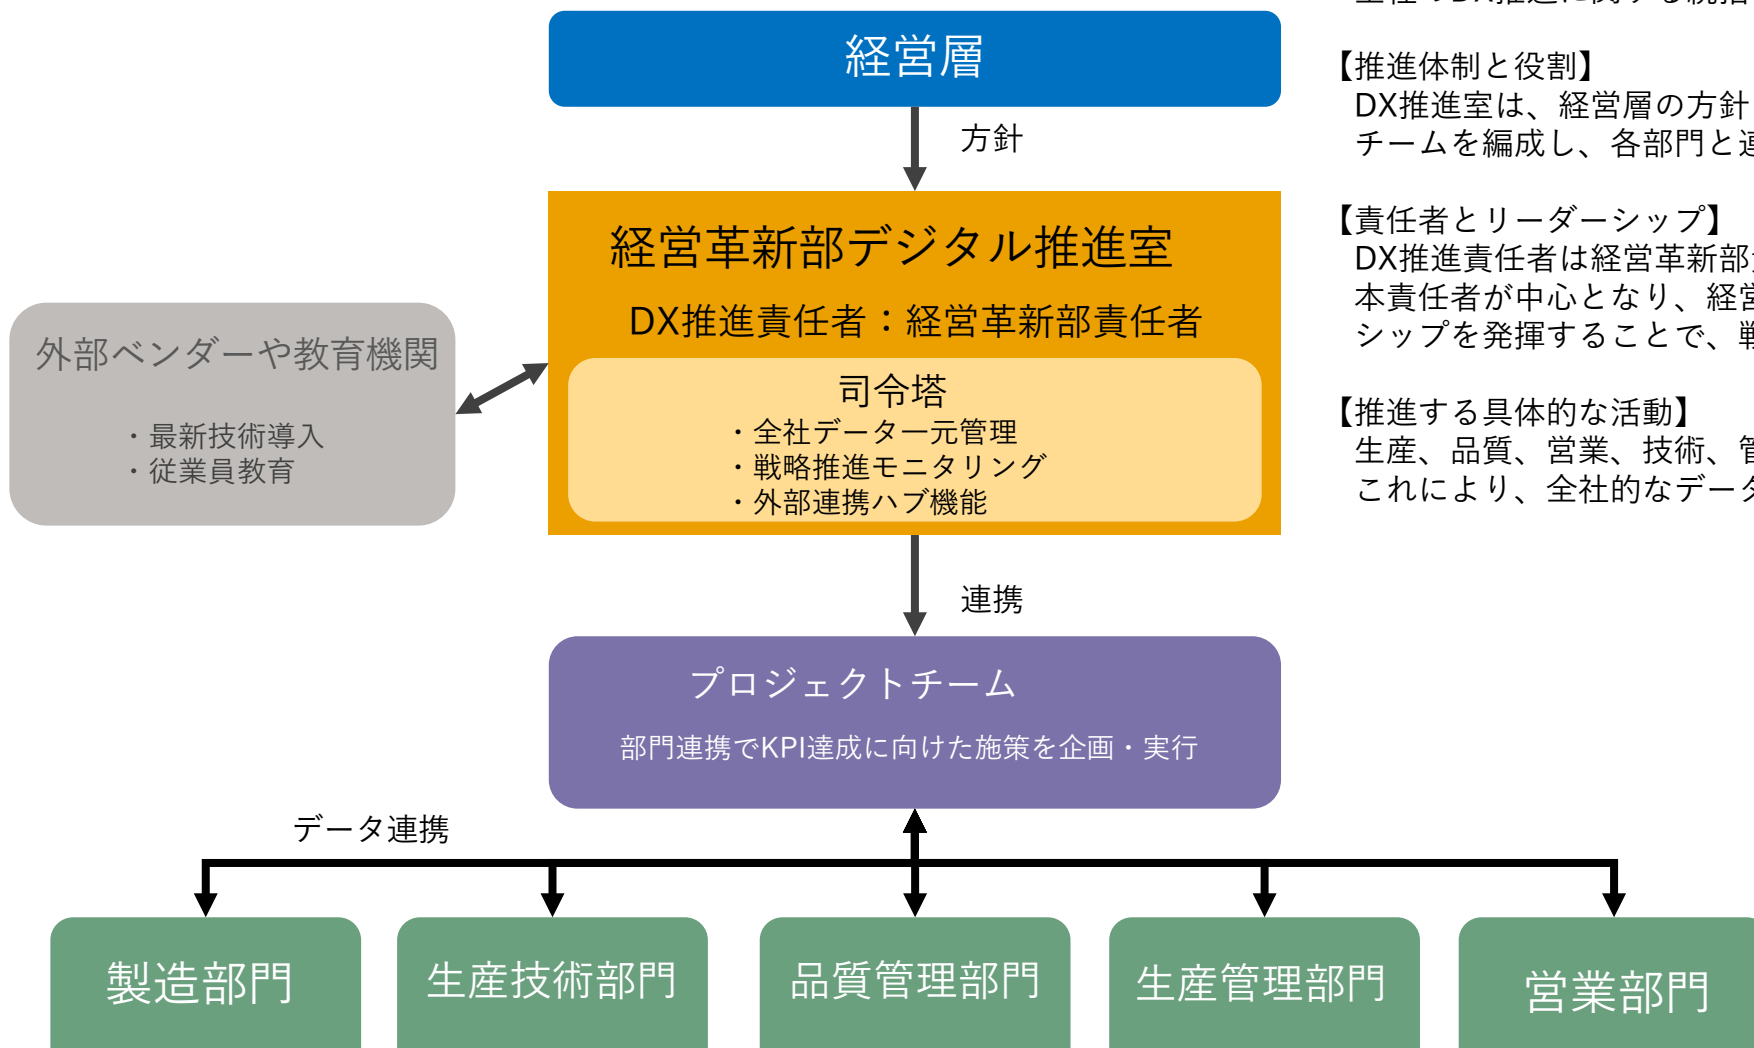 経営層
方針
経営革新部デジタル推進室
DX推進責任者：経営革新部責任者
司令塔
・全社データ一元管理
・戦略推進モニタリング
・外部連携ハブ機能
外部ベンダーや教育機関
・最新技術導入
・従業員教育
連携
プロジェクトチーム
部門連携でKPI達成に向けた施策を企画・実行
データ連携
製造部門
生産技術部門
品質管理部門
生産管理部門
営業部門
【推進体制と役割】
DX推進室は、経営層の方針
チームを編成し、各部門と連
【責任者とリーダーシップ】
DX推進責任者は経営革新部
本責任者が中心となり、経営
シップを発揮することで、戦
【推進する具体的な活動】
生産、品質、営業、技術、管
これにより、全社的なデータ